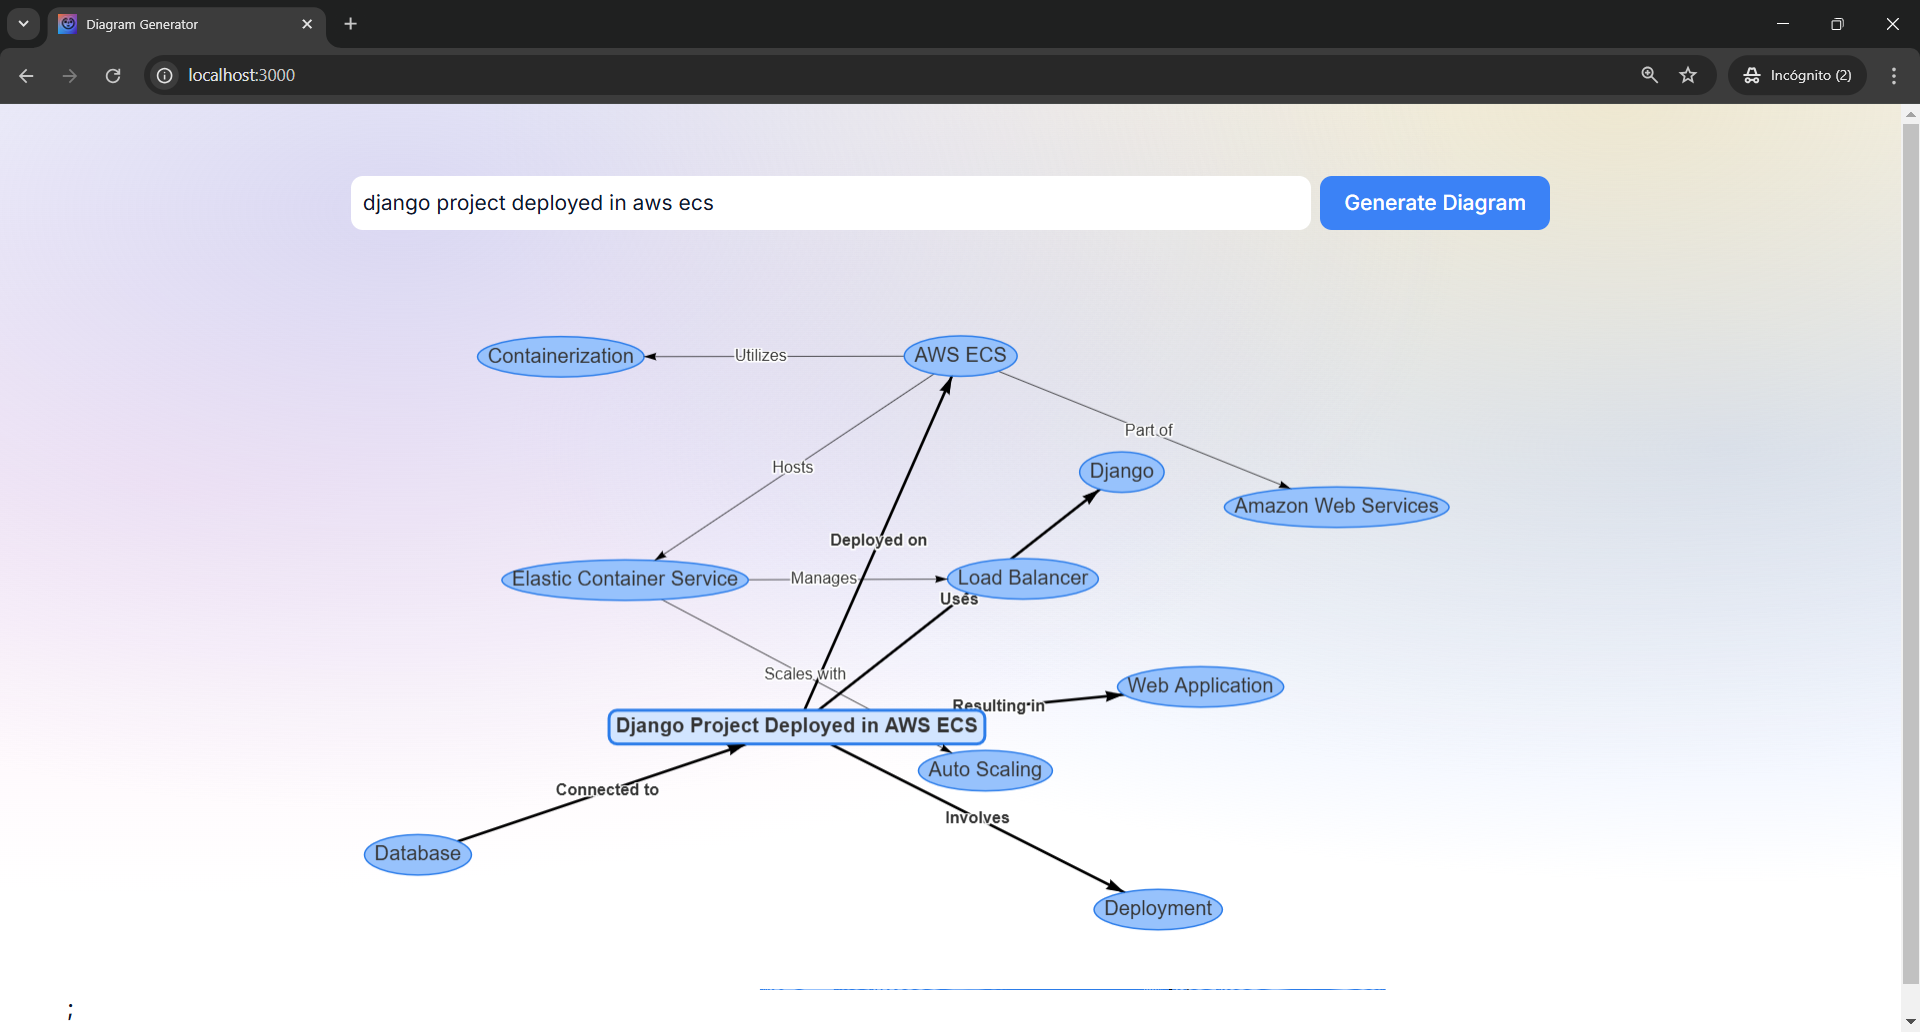 Diagram Generator
localhost:3000
Incógnito (2)
django project deployed in aws ecs
Generate Diagram
Containerization
Utilizes
AWS ECS
Part of
Hosts
Django
Amazon Web Services
Deployed on
Elastic Container Service
Manages
Load Balancer
Uses
Scales with
Web Application
Resulting in
Django Project Deployed in AWS ECS
Auto Scaling
Connected to
Involves
Database
Deployment
;